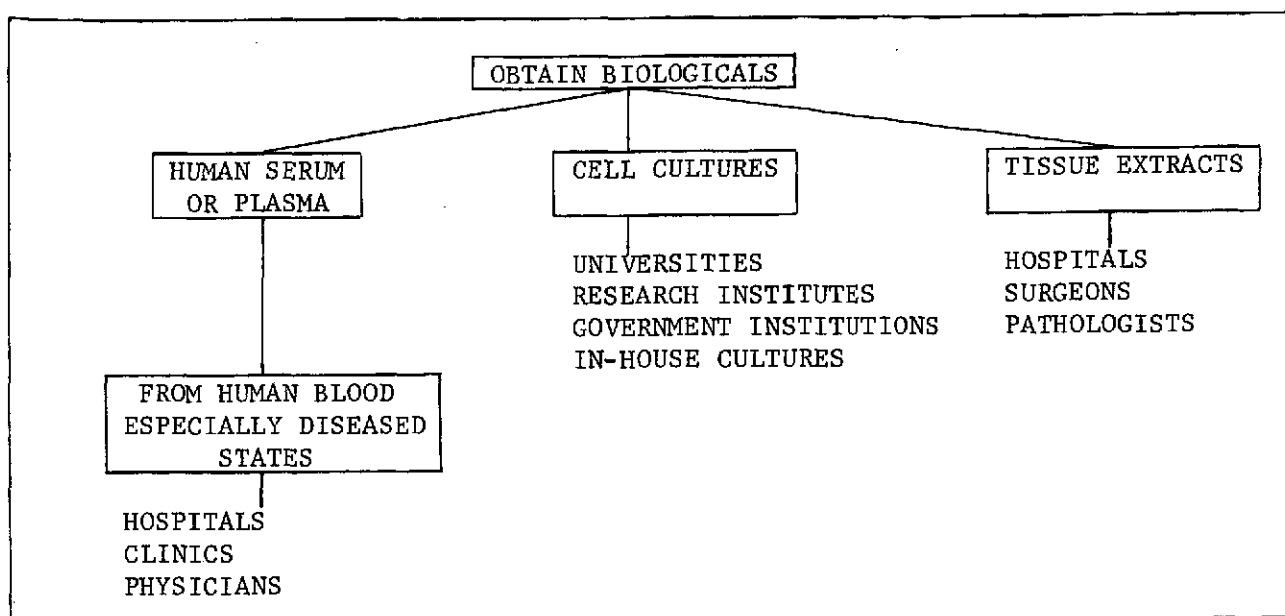 OBTAIN BIOLOGICALS
HUMAN SERUM
OR PLASMA
CELL CULTURES
TISSUE EXTRACTS
UNIVERSITIES
RESEARCH INSTITUTES
GOVERNMENT INSTITUTIONS
IN-HOUSE CULTURES
HOSPITALS
SURGEONS
PATHOLOGISTS
FROM HUMAN BLOOD
ESPECIALLY DISEASED
STATES
HOSPITALS
CLINICS
PHYSICIANS